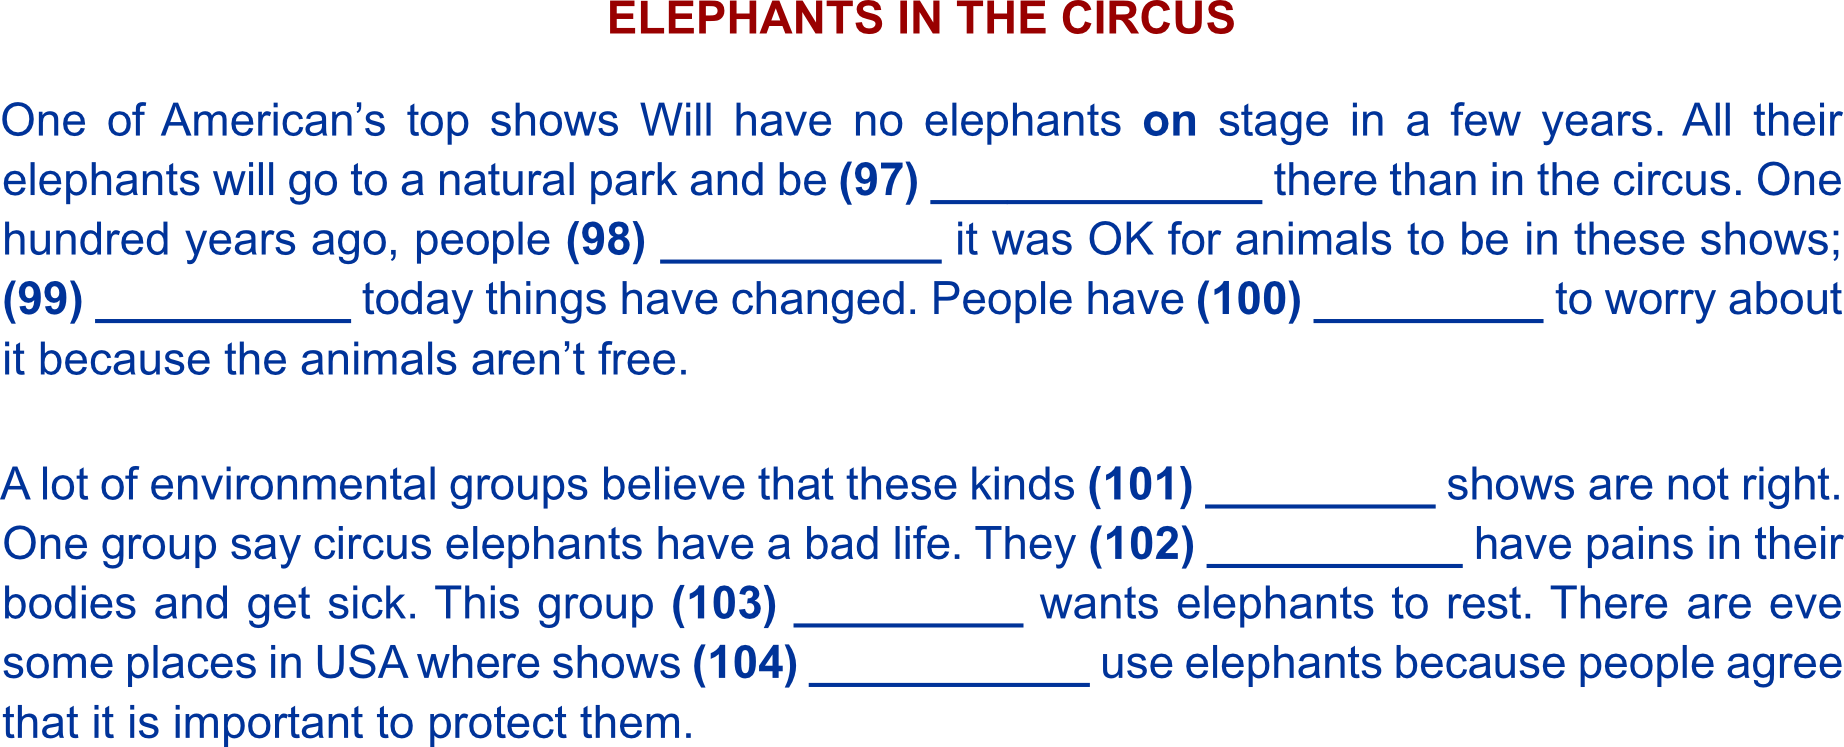 ELEPHANTS IN THE CIRCUS
One of American’s top shows Will have no elephants on stage in a few years. All their
elephants will go to a natural park and be (97) _____________ there than in the circus. One
hundred years ago, people (98) ___________ it was OK for animals to be in these shows;
(99) __________ today things have changed. People have (100) _________ to worry about
it because the animals aren’t free.
A lot of environmental groups believe that these kinds (101) _________ shows are not right.
One group say circus elephants have a bad life. They (102) __________ have pains in their
bodies and get sick. This group (103) _________ wants elephants to rest. There are eve
some places in USA where shows (104) ___________ use elephants because people agree
that it is important to protect them.